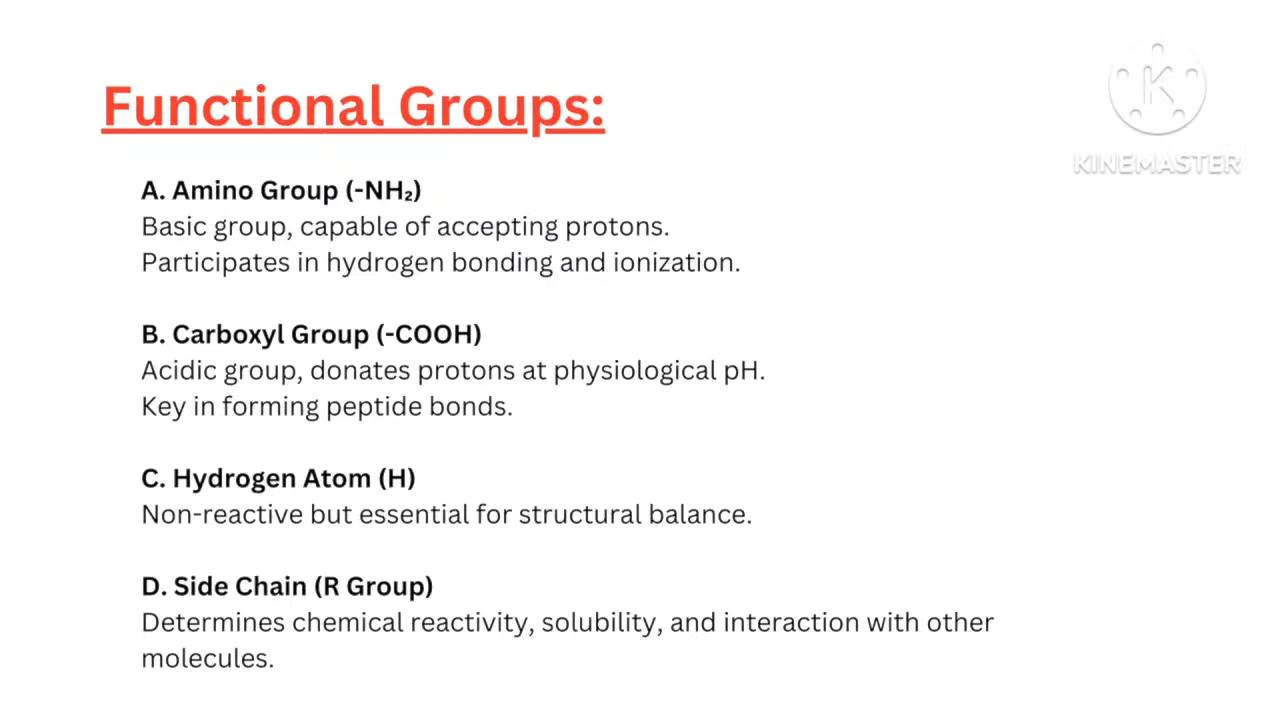 Functional Groups:
KINEMASTER
A. Amino Group (-NH₂)
Basic group, capable of accepting protons.
Participates in hydrogen bonding and ionization.
B. Carboxyl Group (-COOH)
Acidic group, donates protons at physiological pH.
Key in forming peptide bonds.
C. Hydrogen Atom (H)
Non-reactive but essential for structural balance.
D. Side Chain (R Group)
Determines chemical reactivity, solubility, and interaction with other
molecules.